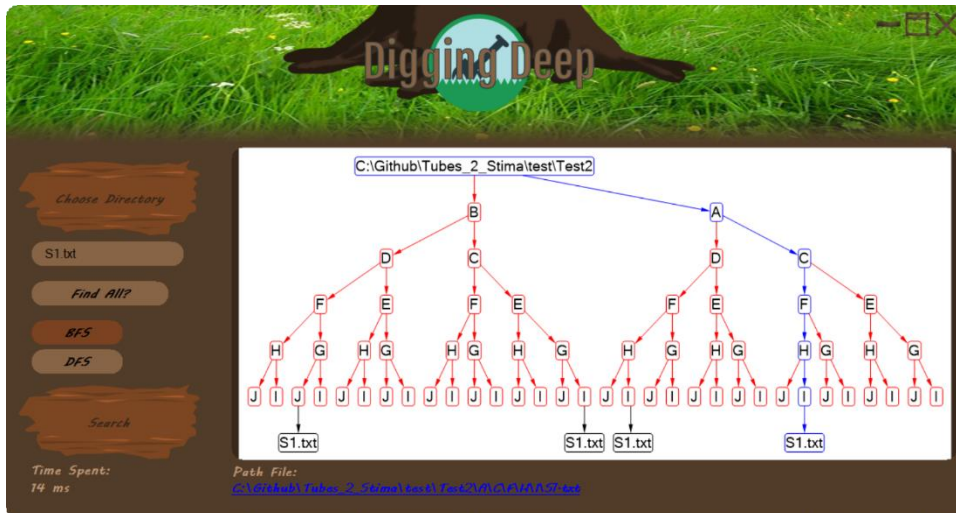 Digging Deep
Choose Directory
S1.txt
Find All?
BFS
DFS
Search
Time Spent:
14 ms
C:\Github\Tubes_2_Stima\test\Test2
B A
D C D C
F E F E F E F E
H G H G H G H G H G H G H G H G
J I J I J I J I J I J I J I J I J I J I J I J I J I J I J I J I
S1.txt S1.txt S1.txt S1.txt
Path File:
C:\Github\Tubes_2_Stima\test\Test2\A\C\F\H\I\S1.txt